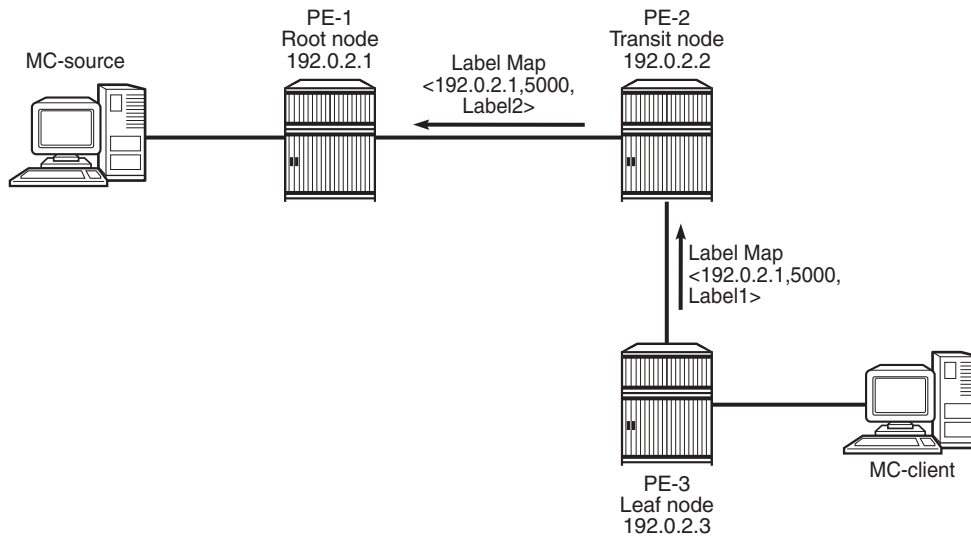 MC-source
PE-1
Root node
192.0.2.1
Label Map
<192.0.2.1,5000,
Label2>
PE-2
Transit node
192.0.2.2
Label Map
<192.0.2.1,5000,
Label1>
PE-3
Leaf node
192.0.2.3
MC-client